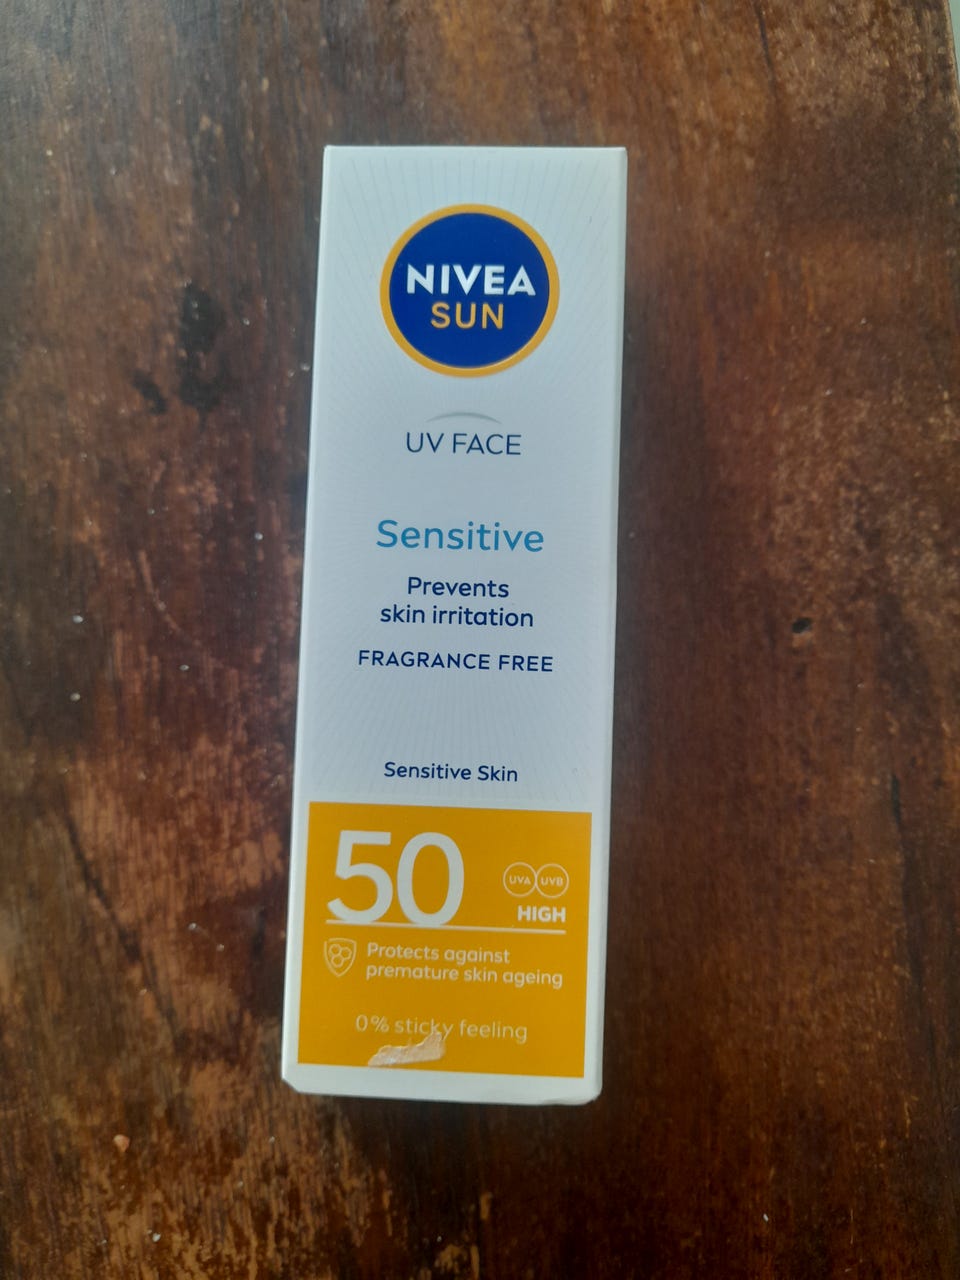 NIVEA
SUN
UV FACE
Sensitive
Prevents
skin irritation
FRAGRANCE FREE
Sensitive Skin
50
UVA UVB
HIGH
Protects against
premature skin ageing
0% sticky feeling